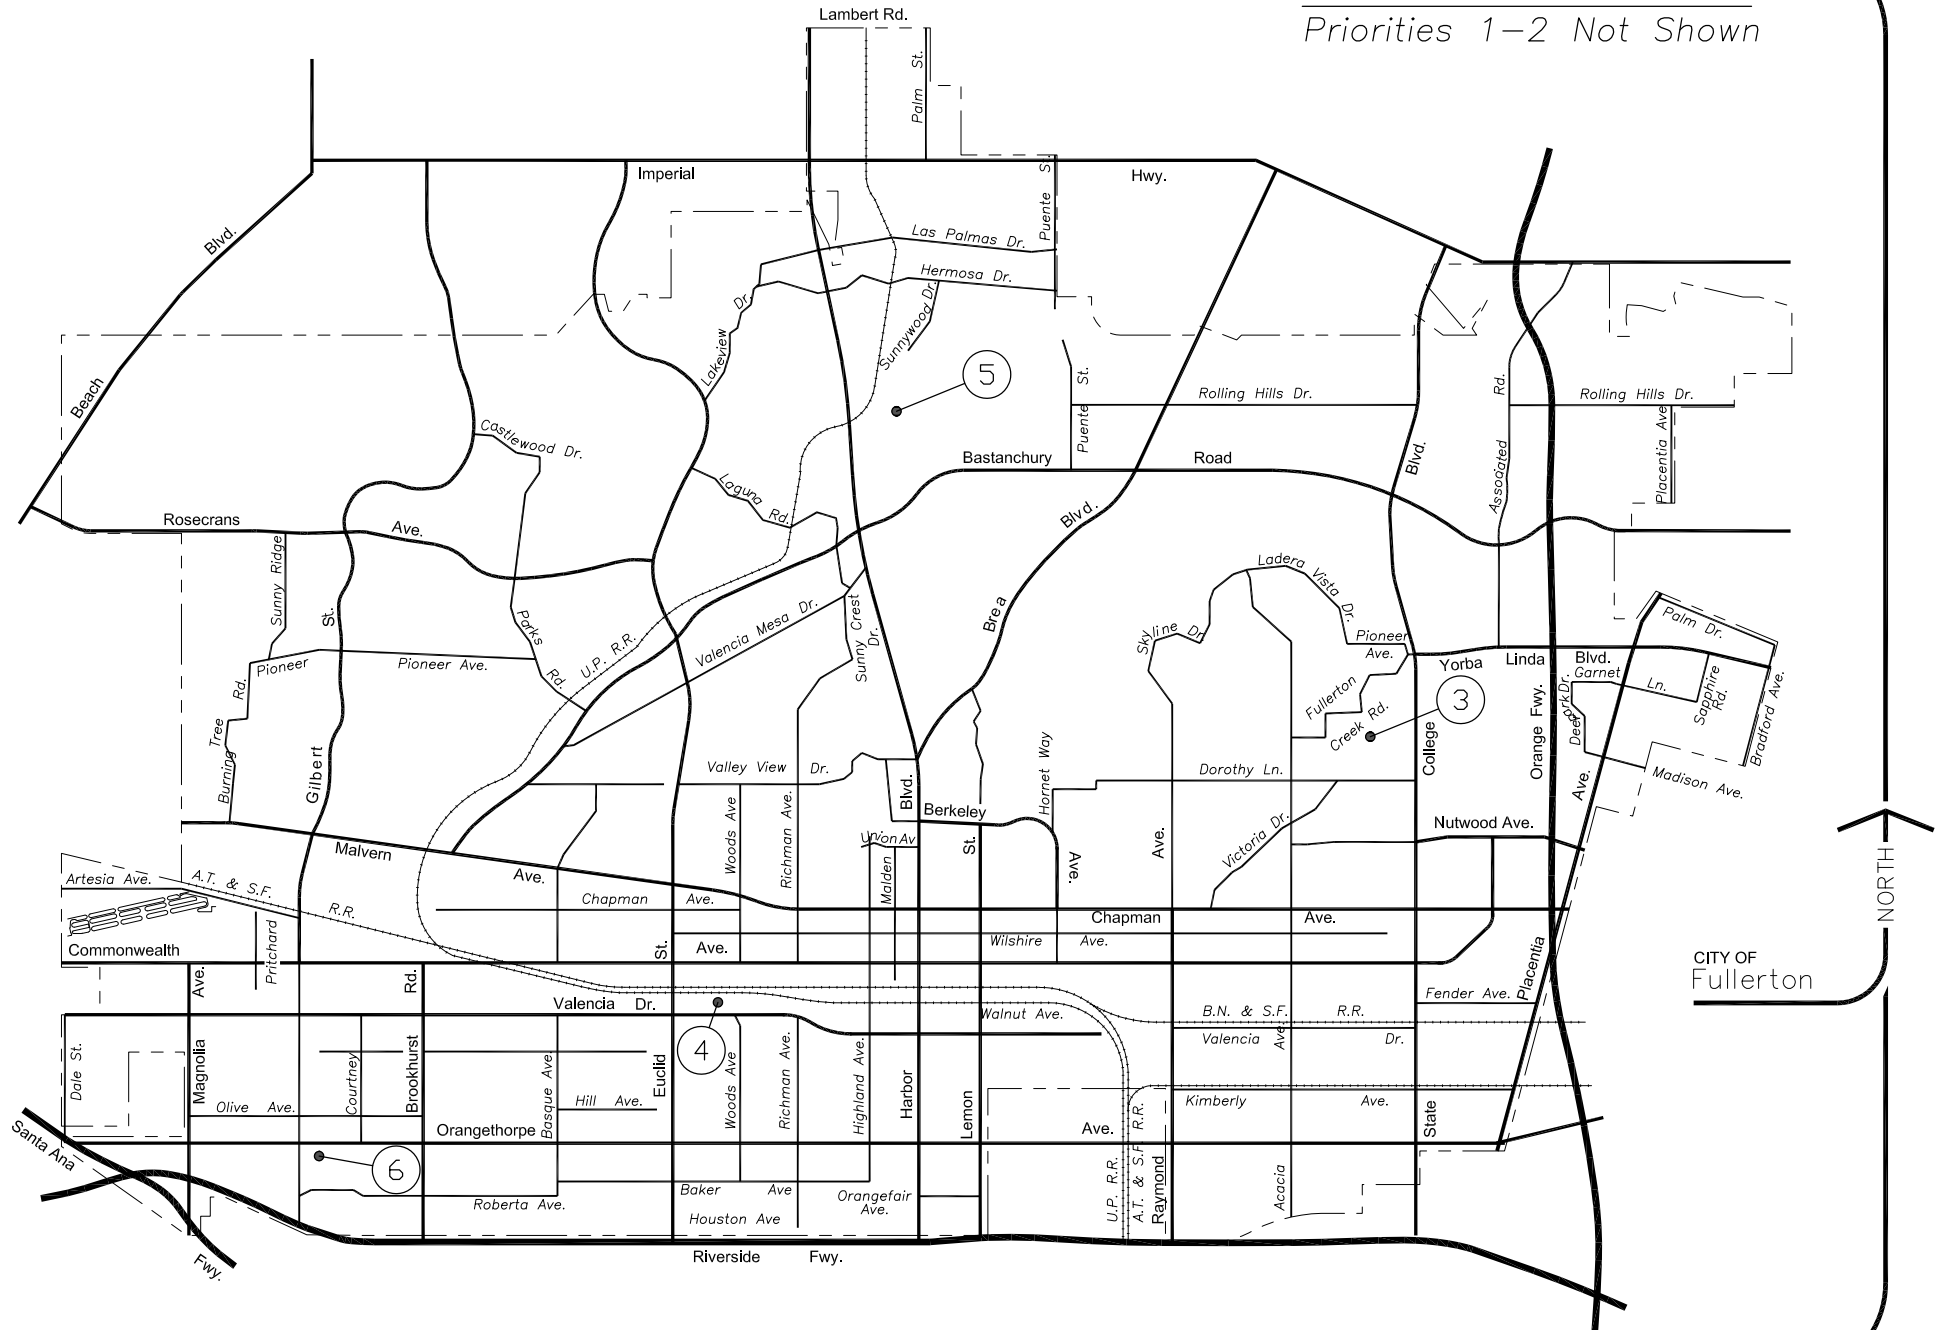 Lambert Rd.
Priorities 1-2 Not Shown
Palm St.
Imperial
Hwy.
Puente St.
Blvd.
Las Palmas Dr.
Hermosa Dr.
Lakeview Dr.
Sunnywood Dr.
5
Beach
Puente St.
Rolling Hills Dr.
Rolling Hills Dr.
Castlewood Dr.
Placentia Ave
Associated Rd.
Bastanchury
Road
Blvd.
Laguna Rd.
Rosecrans
Ave.
Blvd.
Sunny Ridge
St.
Ladera Vista Dr.
Brea
Parks Rd.
Valencia Mesa Dr.
Sunny Crest Dr.
Skyline Dr
U.P. R.R.
Pioneer
Pioneer Ave.
Pioneer
Ave.
Palm Dr.
Yorba
Linda
Blvd.
Garnet
Ln.
Sapphire
Rd.
Bradford Ave.
Fullerton
Creek Rd.
3
Deer Park Dr.
Orange Fwy.
College
Burning Tree Rd.
Gilbert
Valley View Dr.
Hornet Way
Dorothy Ln.
Madison Ave.
Ave.
Blvd.
Berkeley
Woods Ave
Richman Ave.
Union Av
St.
Ave.
Ave.
Victoria Dr.
Nutwood Ave.
Malvern
Ave.
Malden
Artesia Ave.
A.T. & S.F.
R.R.
Chapman
Ave.
Chapman
Ave.
NORTH
Commonwealth
Pritchard
St.
Ave.
Wilshire
Ave.
Placentia
CITY OF
Fullerton
Ave.
Rd.
Valencia Dr.
Fender Ave.
Walnut Ave.
B.N. & S.F.
R.R.
Valencia
Ave
Dr.
4
Dale St.
Magnolia
Courtney
Brookhurst
Basque Ave
Euclid
Woods Ave
Richman Ave.
Highland Ave.
Harbor
Lemon
Olive Ave.
Hill Ave.
Kimberly
Ave.
State
Santa Ana
Orangethorpe
Ave.
U.P. R.R.
A.T. & S.F. R.R.
Raymond
Acacia
6
Roberta Ave.
Baker
Ave
Orangefair
Ave.
Houston Ave
Riverside
Fwy.
Fwy.